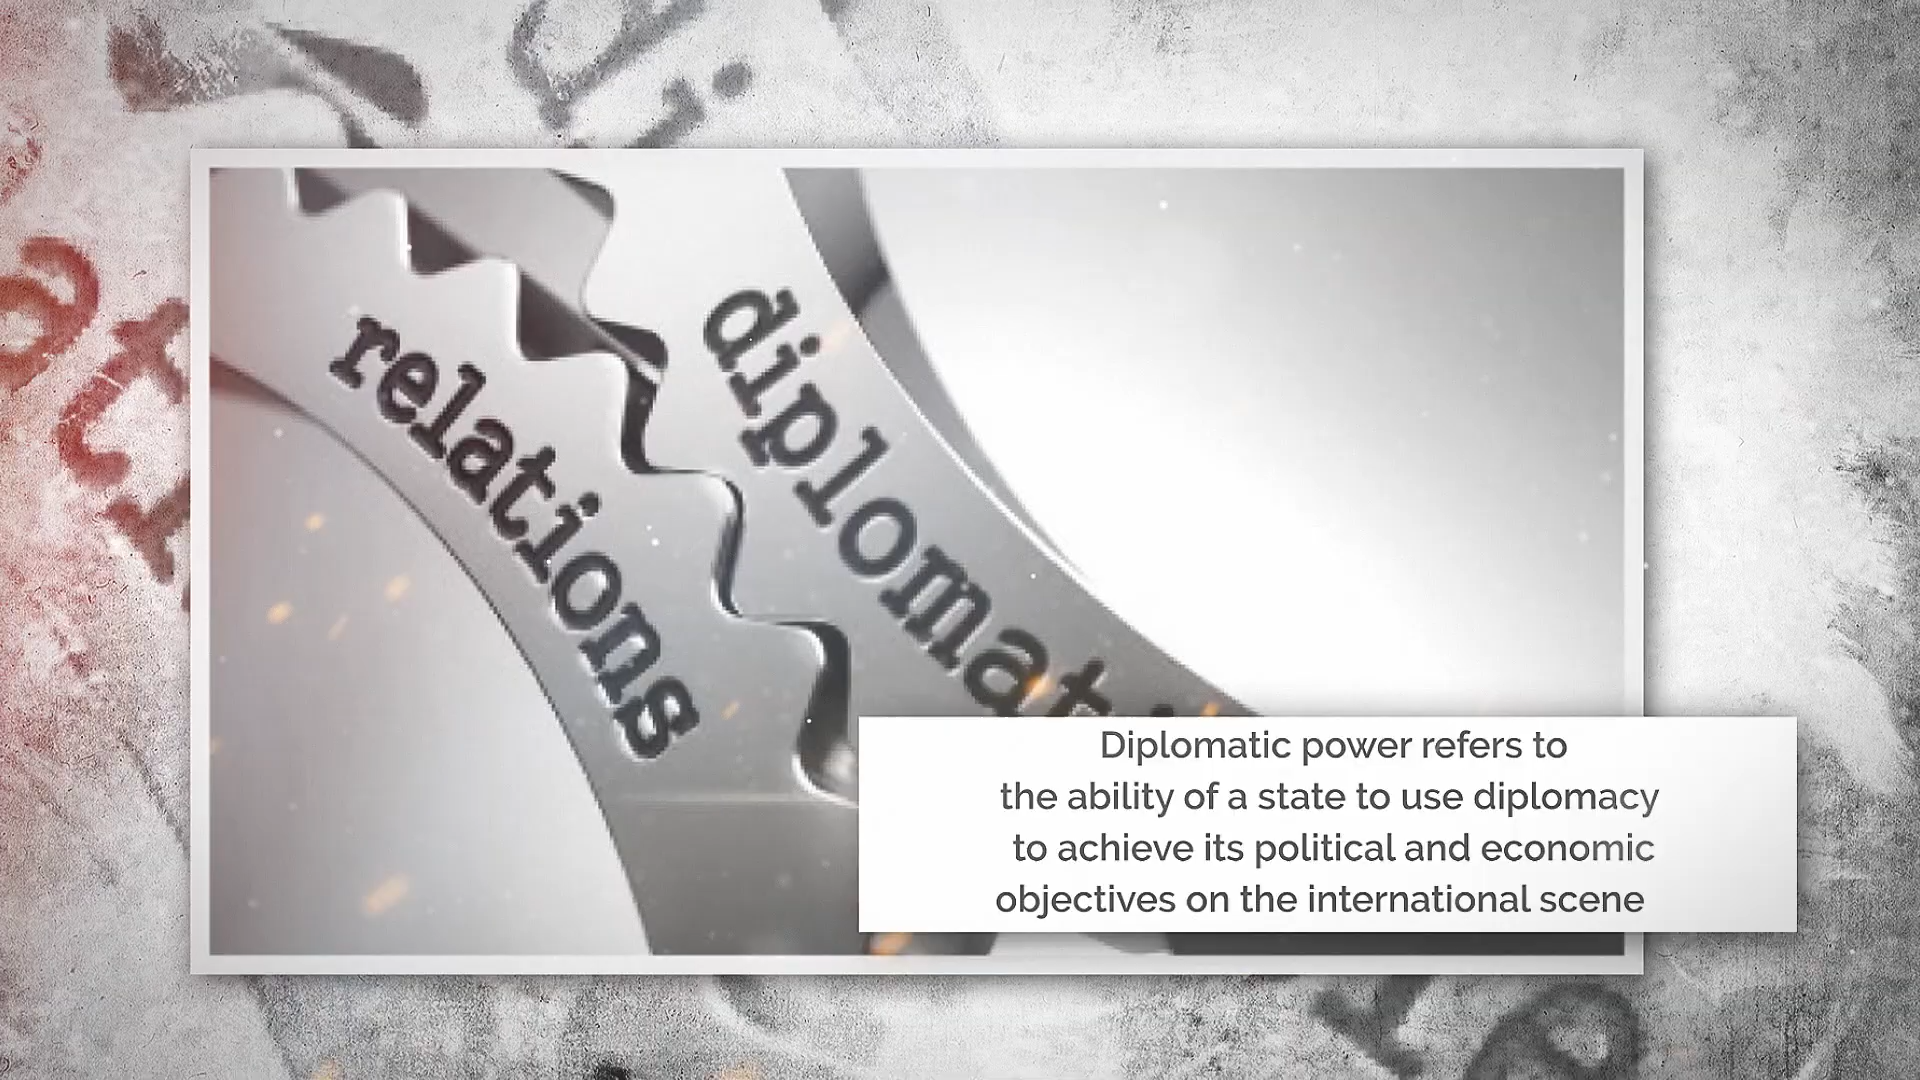 relations
diplomat
Diplomatic power refers to
the ability of a state to use diplomacy
to achieve its political and economic
objectives on the international scene